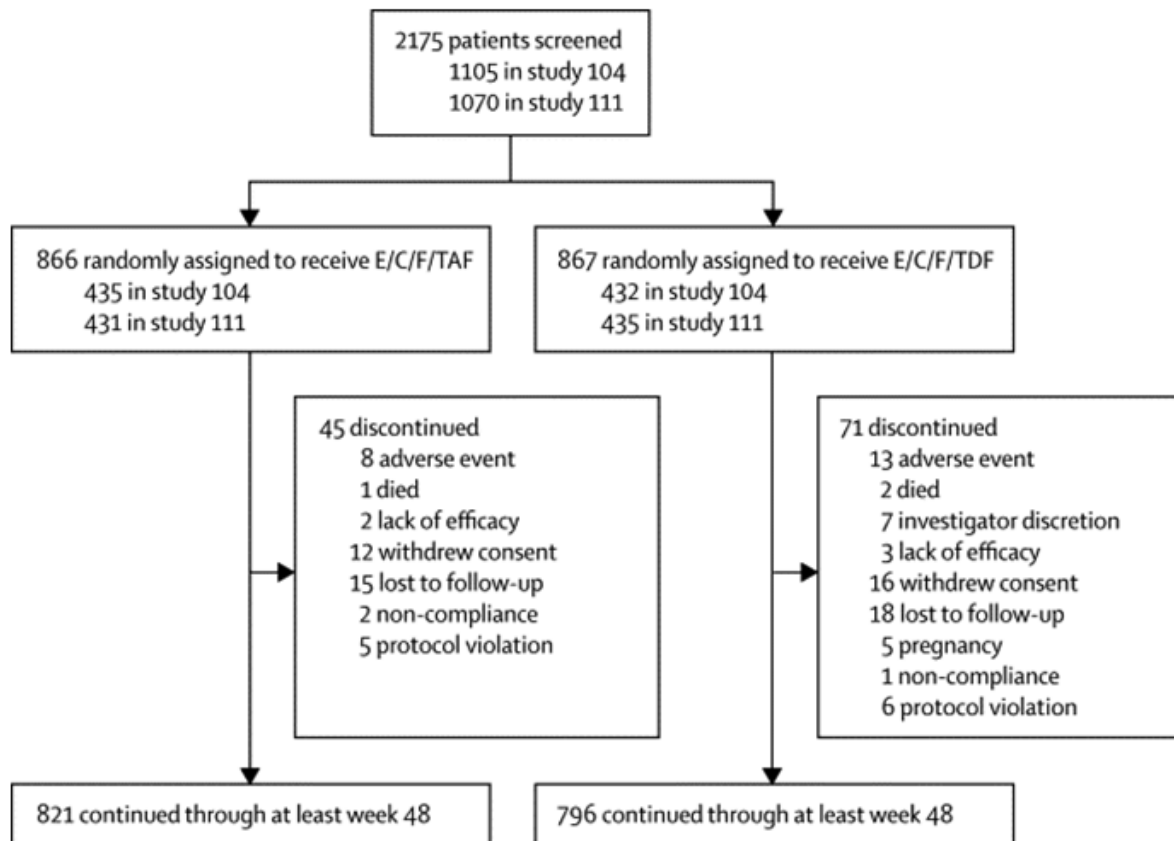 2175 patients screened
1105 in study 104
1070 in study 111
866 randomly assigned to receive E/C/F/TAF
435 in study 104
431 in study 111
867 randomly assigned to receive E/C/F/TDF
432 in study 104
435 in study 111
45 discontinued
8 adverse event
1 died
2 lack of efficacy
12 withdrew consent
15 lost to follow-up
2 non-compliance
5 protocol violation
71 discontinued
13 adverse event
2 died
7 investigator discretion
3 lack of efficacy
16 withdrew consent
18 lost to follow-up
5 pregnancy
1 non-compliance
6 protocol violation
821 continued through at least week 48
796 continued through at least week 48